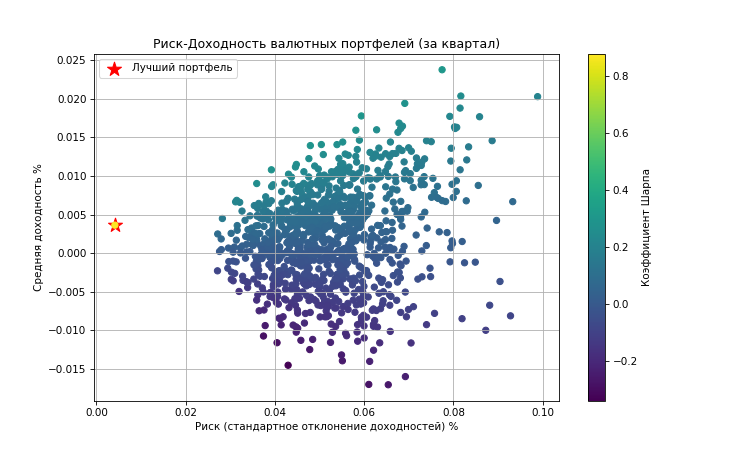 Риск-Доходность валютных портфелей (за квартал)
Лучший портфель
0.025
0.020
0.015
0.010
0.005
0.000
−0.005
−0.010
−0.015
Средняя доходность %
0.00 0.02 0.04 0.06 0.08 0.10
Риск (стандартное отклонение доходностей) %
0.8
0.6
0.4
0.2
0.0
−0.2
Коэффициент Шарпа